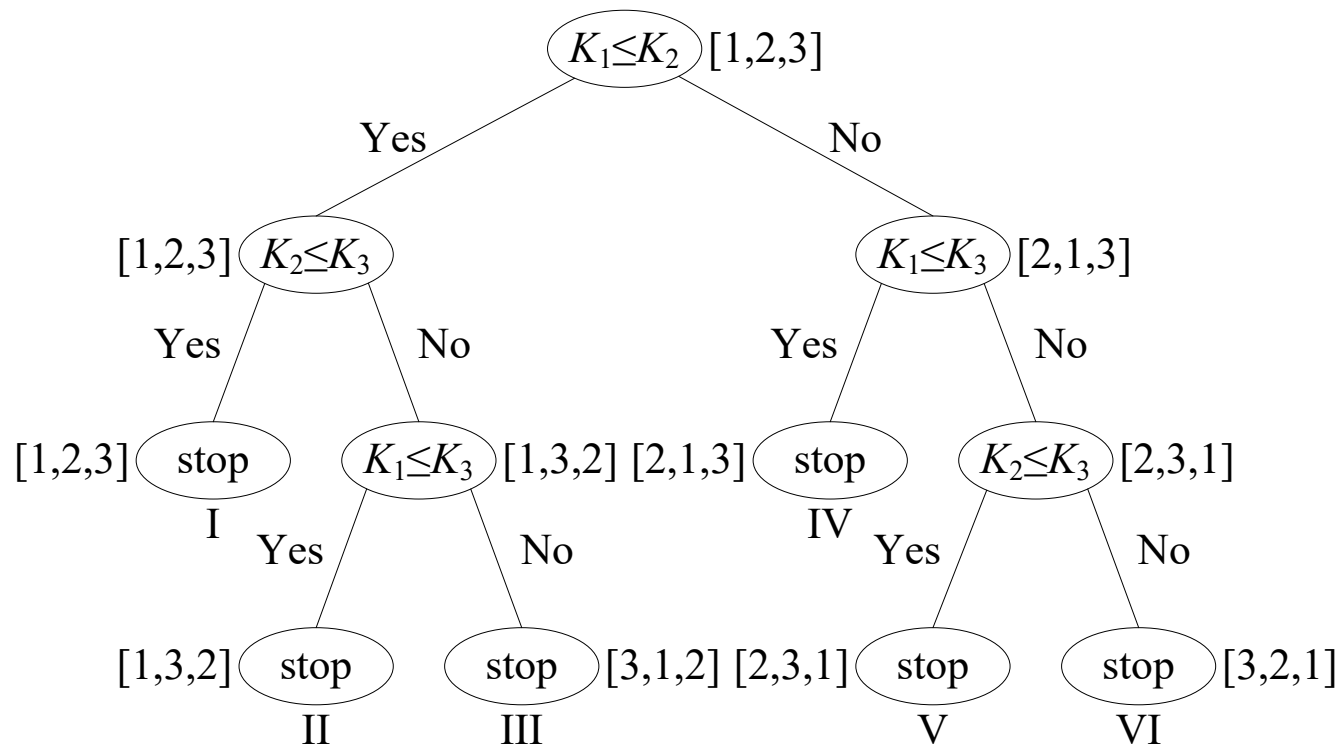 K₁≤K₂ [1,2,3]
Yes No
[1,2,3] K₂≤K₃ K₁≤K₃ [2,1,3]
Yes No Yes No
[1,2,3] stop K₁≤K₃ [1,3,2] [2,1,3] stop K₂≤K₃ [2,3,1]
I IV
Yes No Yes No
[1,3,2] stop stop [3,1,2] [2,3,1] stop stop [3,2,1]
II III V VI